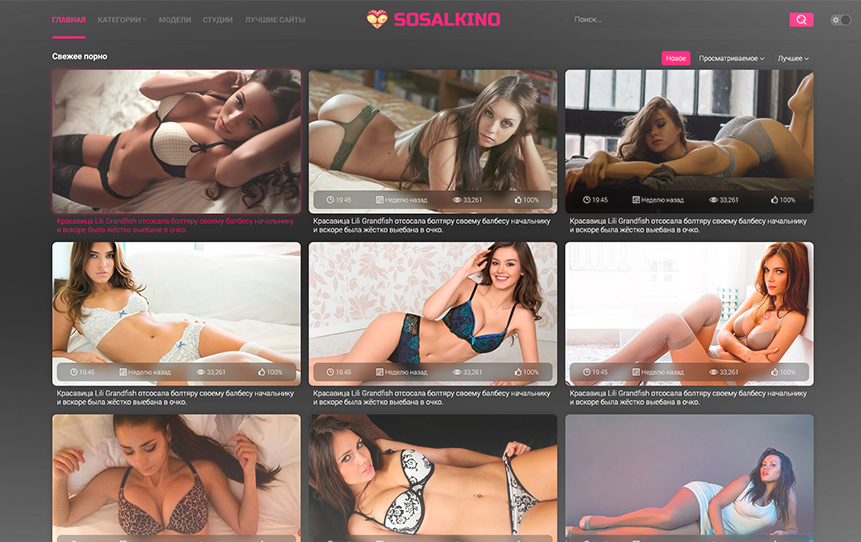 ГЛАВНАЯ КАТЕГОРИИ МОДЕЛИ СТУДИИ ЛУЧШИЕ САЙТЫ SOSALKINO Поиск...
Свежее порно Новое Просматриваемое Лучшее
19:45 Неделю назад 33,261 100% 19:45 Неделю назад 33,261 100%
Красавица Lili Grandfish отсосала болтяру своему балбесу начальнику Красавица Lili Grandfish отсосала болтяру своему балбесу начальнику Красавица Lili Grandfish отсосала болтяру своему балбесу начальнику
и вскоре была жёстко выебана в очко. и вскоре была жёстко выебана в очко. и вскоре была жёстко выебана в очко.
19:45 Неделю назад 33,261 100% 19:45 Неделю назад 33,261 100% 19:45 Неделю назад 33,261 100%
Красавица Lili Grandfish отсосала болтяру своему балбесу начальнику Красавица Lili Grandfish отсосала болтяру своему балбесу начальнику Красавица Lili Grandfish отсосала болтяру своему балбесу начальнику
и вскоре была жёстко выебана в очко. и вскоре была жёстко выебана в очко. и вскоре была жёстко выебана в очко.